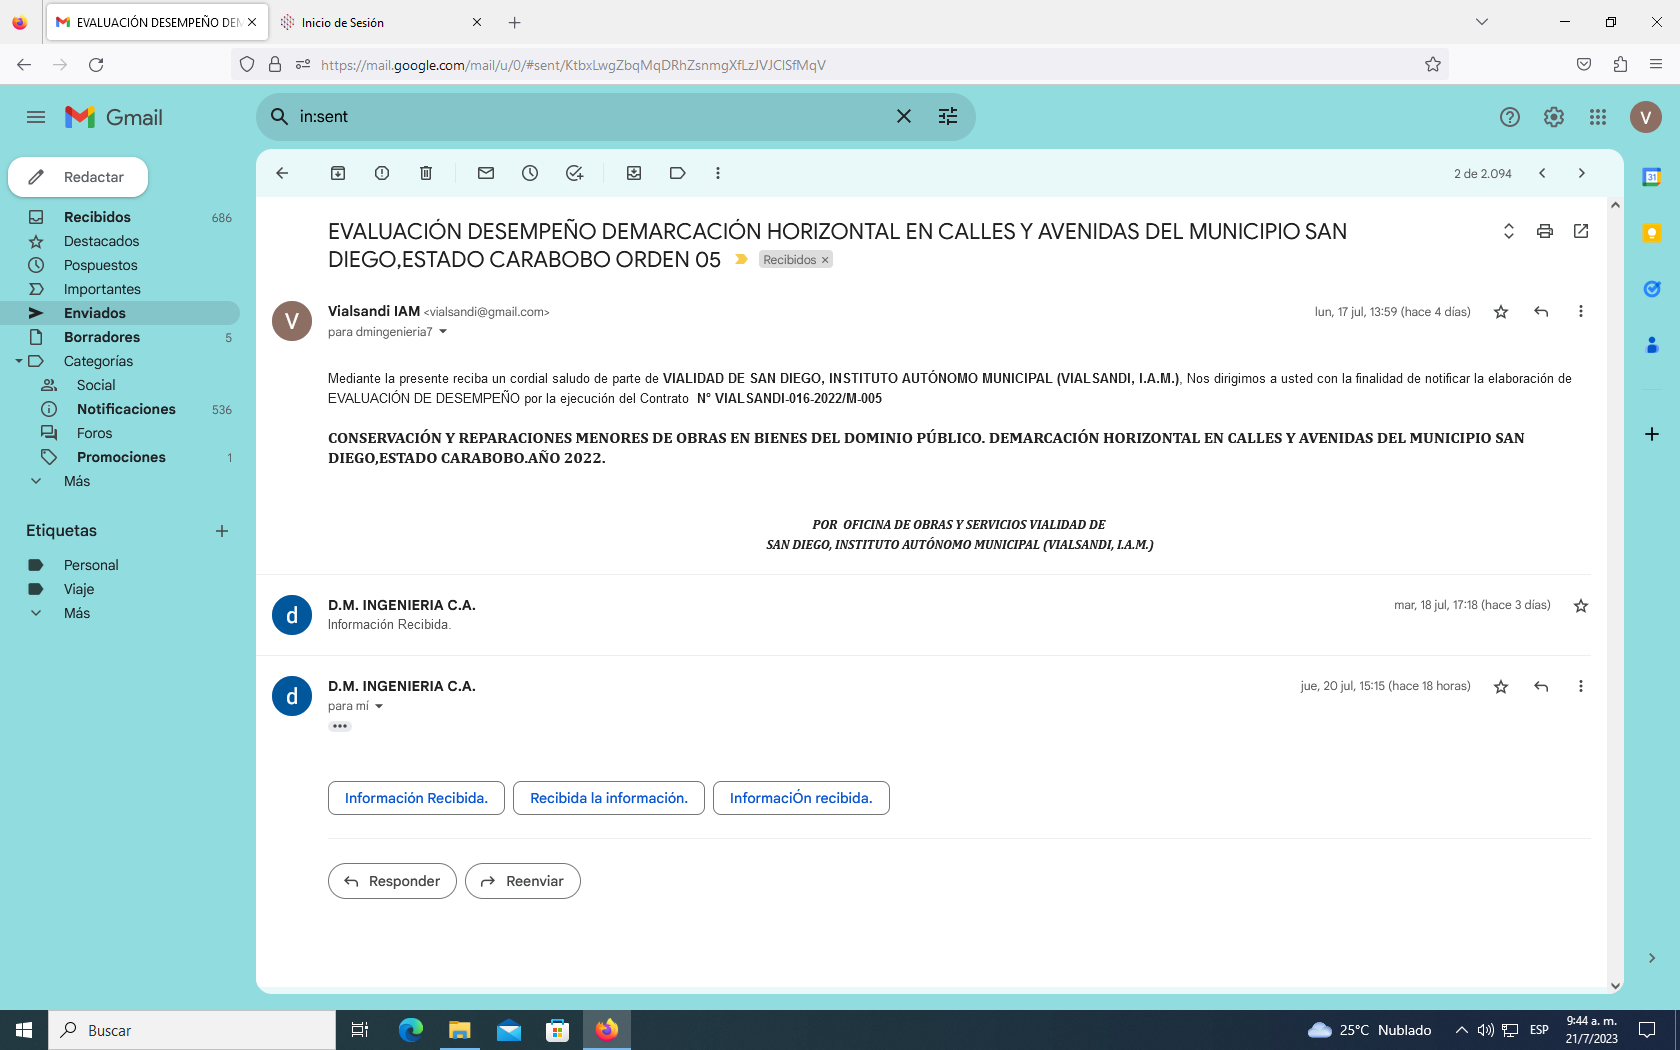 EVALUACIÓN DESEMPEÑO DEM
Inicio de Sesión
https://mail.google.com/mail/u/0/#sent/KtbxLwgZbqMqDRhZsnmgXfLzJVJClSfMqV
Gmail
in:sent
V
Redactar
2 de 2.094
Recibidos 686
Destacados
Pospuestos
Importantes
Enviados
Borradores 5
Categorías
Social
Notificaciones 536
Foros
Promociones 1
Más
Etiquetas
Personal
Viaje
Más
EVALUACIÓN DESEMPEÑO DEMARCACIÓN HORIZONTAL EN CALLES Y AVENIDAS DEL MUNICIPIO SAN
DIEGO,ESTADO CARABOBO ORDEN 05 Recibidos ×
V
Vialsandi IAM <vialsandi@gmail.com> lun, 17 jul, 13:59 (hace 4 días)
para dmingenieria7
Mediante la presente reciba un cordial saludo de parte de VIALIDAD DE SAN DIEGO, INSTITUTO AUTÓNOMO MUNICIPAL (VIALSANDI, I.A.M.), Nos dirigimos a usted con la finalidad de notificar la elaboración de
EVALUACIÓN DE DESEMPEÑO por la ejecución del Contrato N° VIALSANDI-016-2022/M-005
CONSERVACIÓN Y REPARACIONES MENORES DE OBRAS EN BIENES DEL DOMINIO PÚBLICO. DEMARCACIÓN HORIZONTAL EN CALLES Y AVENIDAS DEL MUNICIPIO SAN
DIEGO,ESTADO CARABOBO.AÑO 2022.
POR OFICINA DE OBRAS Y SERVICIOS VIALIDAD DE
SAN DIEGO, INSTITUTO AUTÓNOMO MUNICIPAL (VIALSANDI, I.A.M.)
d
D.M. INGENIERIA C.A. mar, 18 jul, 17:18 (hace 3 días)
Información Recibida.
d
D.M. INGENIERIA C.A. jue, 20 jul, 15:15 (hace 18 horas)
para mí
Información Recibida. Recibida la información. InformaciÓn recibida.
Responder Reenviar
31
Buscar
25°C Nublado
ESP
9:44 a. m.
21/7/2023